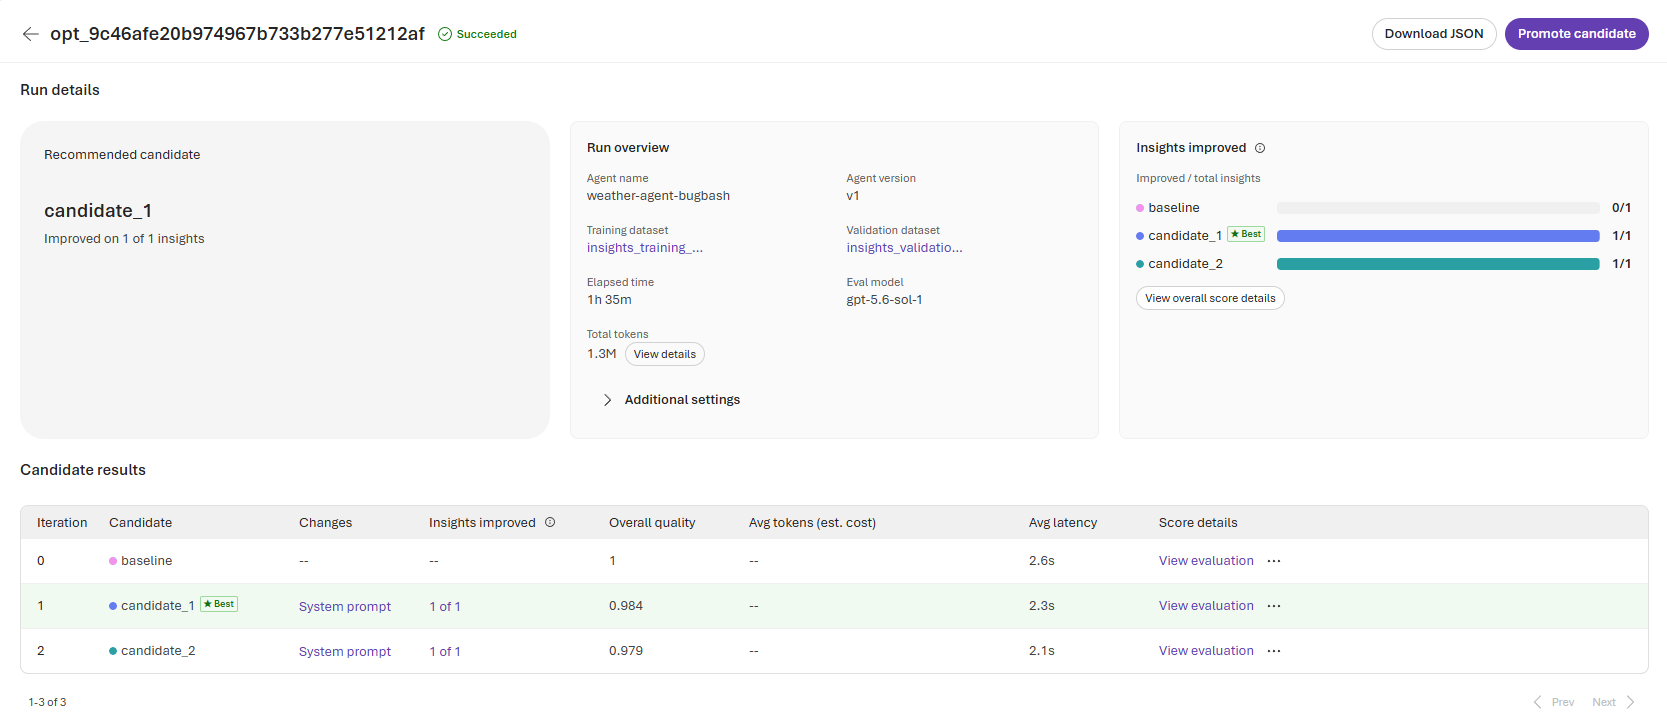 opt_9c46afe20b974967b733b277e51212af Succeeded Download JSON Promote candidate
Run details
Recommended candidate
candidate_1
Improved on 1 of 1 insights
Run overview
Agent name Agent version
weather-agent-bugbash v1
Training dataset Validation dataset
insights_training_... insights_validatio...
Elapsed time Eval model
1h 35m gpt-5.6-sol-1
Total tokens
1.3M View details
Additional settings
Insights improved
Improved / total insights
baseline 0/1
candidate_1 Best 1/1
candidate_2 1/1
View overall score details
Candidate results
Iteration Candidate Changes Insights improved Overall quality Avg tokens (est. cost) Avg latency Score details
0 baseline -- -- 1 -- 2.6s View evaluation ...
1 candidate_1 Best System prompt 1 of 1 0.984 -- 2.3s View evaluation ...
2 candidate_2 System prompt 1 of 1 0.979 -- 2.1s View evaluation ...
1-3 of 3 Prev Next